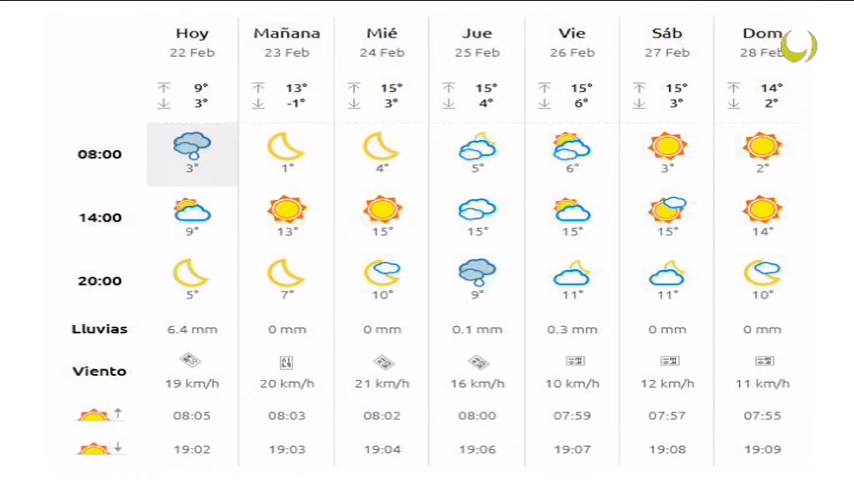 Hoy Mañana Mié Jue Vie Sáb Dom
22 Feb 23 Feb 24 Feb 25 Feb 26 Feb 27 Feb 28 Feb
9° 13° 15° 15° 15° 15° 14°
3° -1° 3° 4° 6° 3° 2°
08:00
3° 1° 4° 5° 6° 3° 2°
14:00
9° 13° 15° 15° 15° 15° 14°
20:00
5° 7° 10° 9° 11° 11° 10°
Lluvias 6.4 mm 0 mm 0 mm 0.1 mm 0.3 mm 0 mm 0 mm
Viento
19 km/h 20 km/h 21 km/h 16 km/h 10 km/h 12 km/h 11 km/h
08:05 08:03 08:02 08:00 07:59 07:57 07:55
19:02 19:03 19:04 19:06 19:07 19:08 19:09